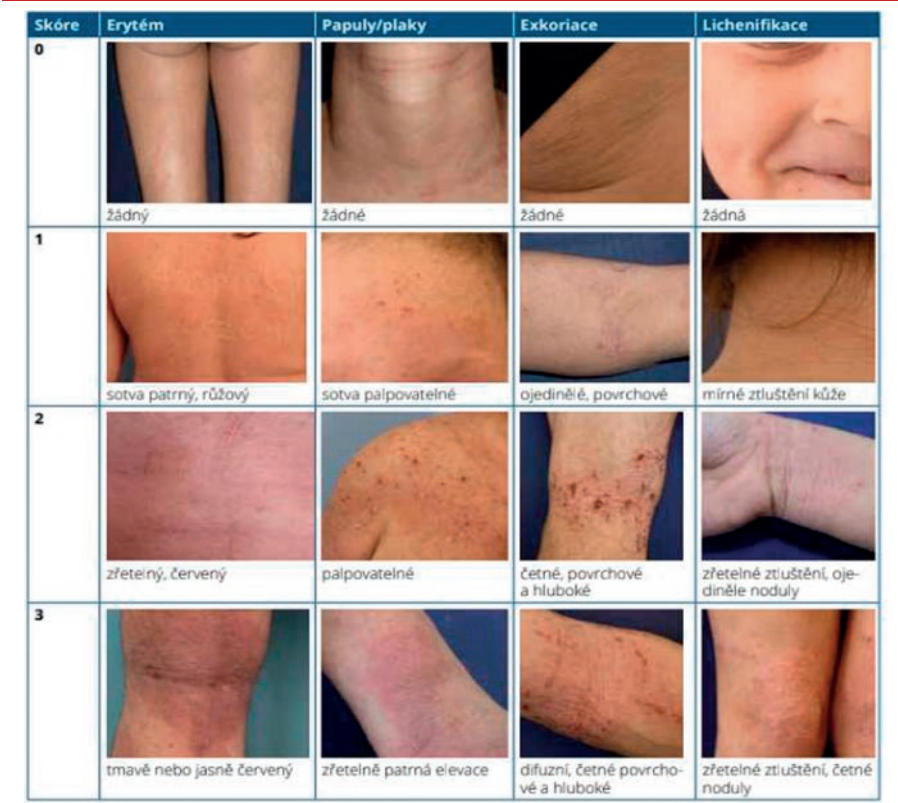 Skóre Erytém Papuly/plaky Exkoriace Lichenifikace
0
žádný žádné žádné žádná
1
sotva patrný, růžový sotva palpovatelné ojedinělé, povrchové mírné ztluštění kůže
2
zřetelný, červený palpovatelné četné, povrchové zřetelné ztluštění, oje-
a hluboké diněle noduly
3
tmavě nebo jasně červený zřetelně patrná elevace difuzní, četné povrcho- zřetelné ztluštění, četné
vé a hluboké noduly